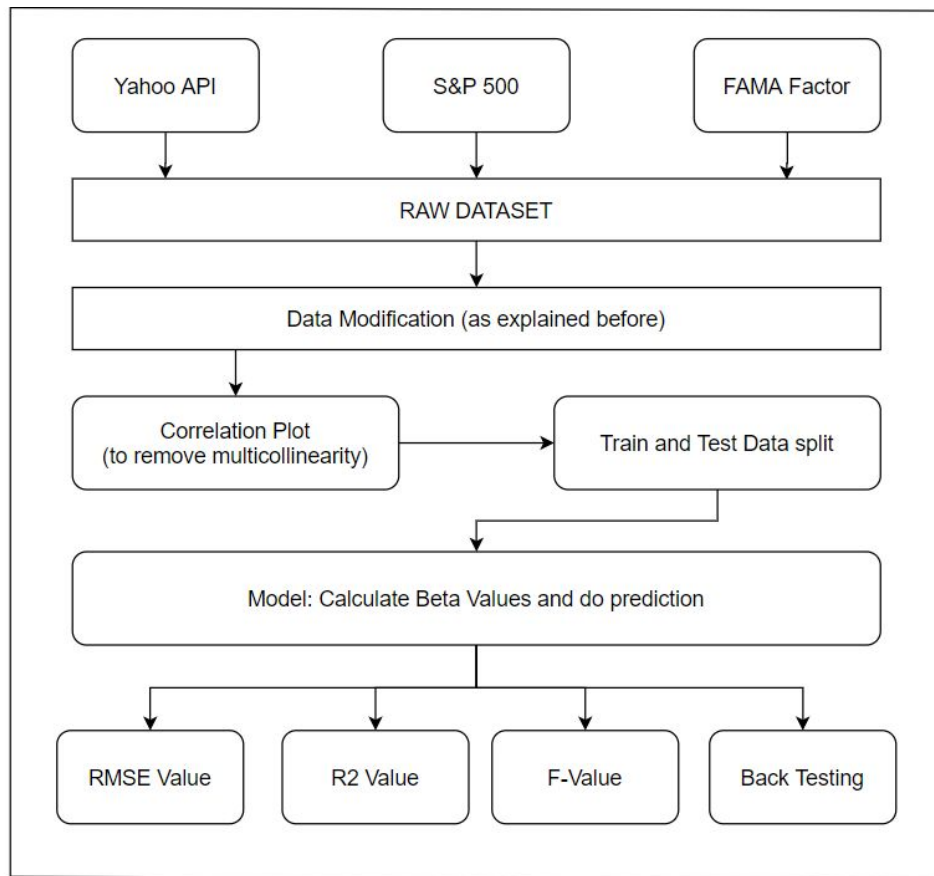 Yahoo API
S&P 500
FAMA Factor
RAW DATASET
Data Modification (as explained before)
Correlation Plot
(to remove multicollinearity)
Train and Test Data split
Model: Calculate Beta Values and do prediction
RMSE Value
R2 Value
F-Value
Back Testing